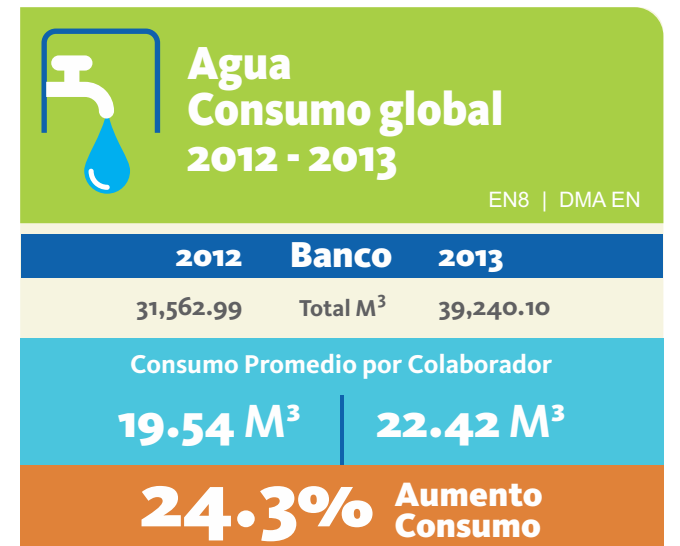 Agua
Consumo global
2012 - 2013
EN8 | DMA EN
2012 Banco 2013
31,562.99 Total M³ 39,240.10
Consumo Promedio por Colaborador
19.54 M³ 22.42 M³
24.3% Aumento
Consumo